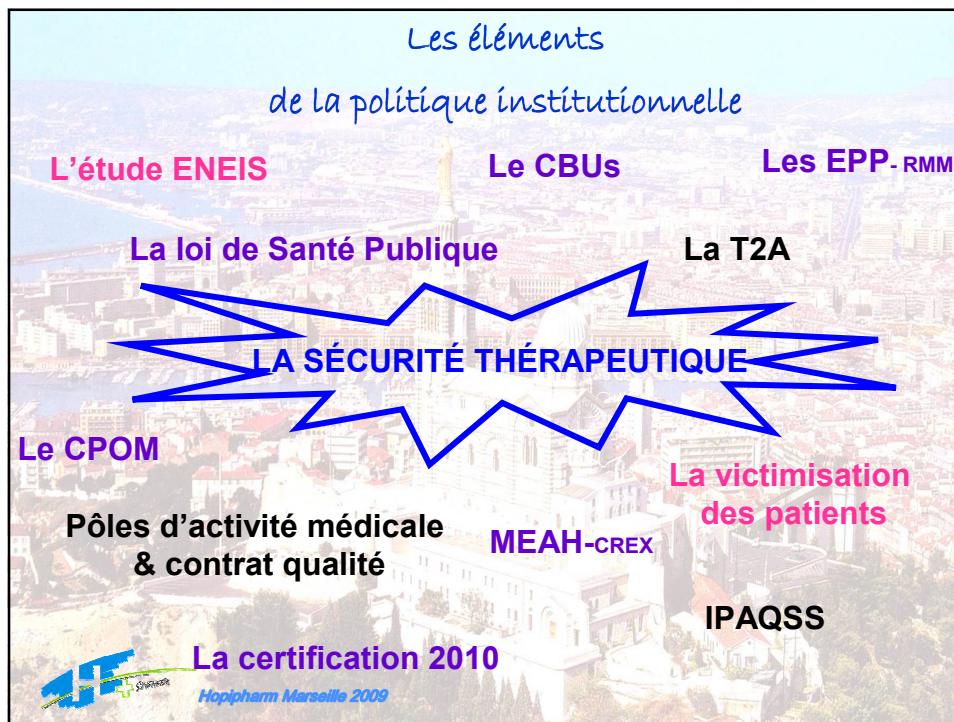 Les éléments
de la politique institutionnelle
L'étude ENEIS
Le CBUs
Les EPP- RMM
La loi de Santé Publique
La T2A
LA SÉCURITÉ THÉRAPEUTIQUE
Le CPOM
La victimisation
des patients
Pôles d'activité médicale
& contrat qualité
MEAH-CREX
IPAQSS
La certification 2010
Hopipharm Marseille 2009